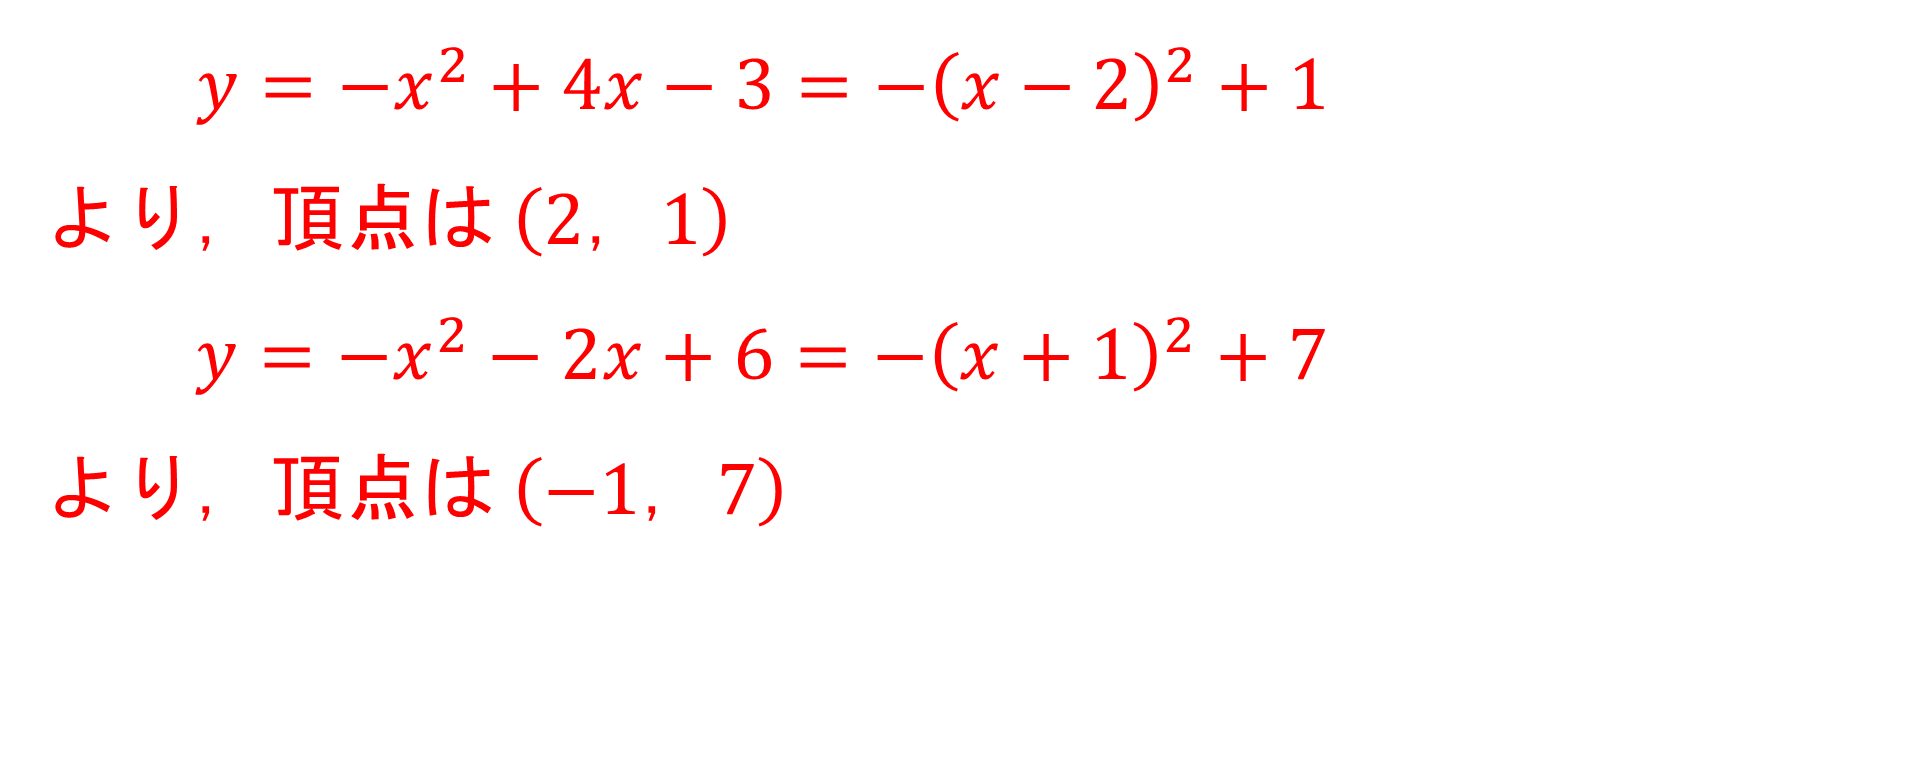 y = −x² + 4x − 3 = −(x − 2)² + 1
より， 頂点は (2， 1)
y = −x² − 2x + 6 = −(x + 1)² + 7
より， 頂点は (−1， 7)